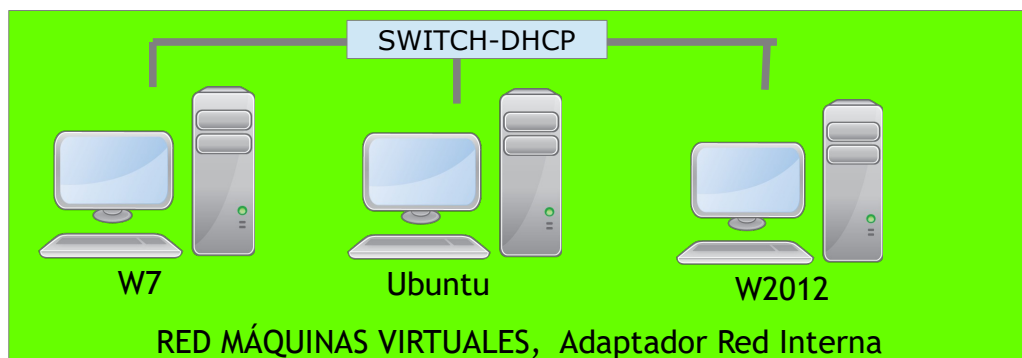 SWITCH-DHCP
W7
Ubuntu
W2012
RED MÁQUINAS VIRTUALES, Adaptador Red Interna